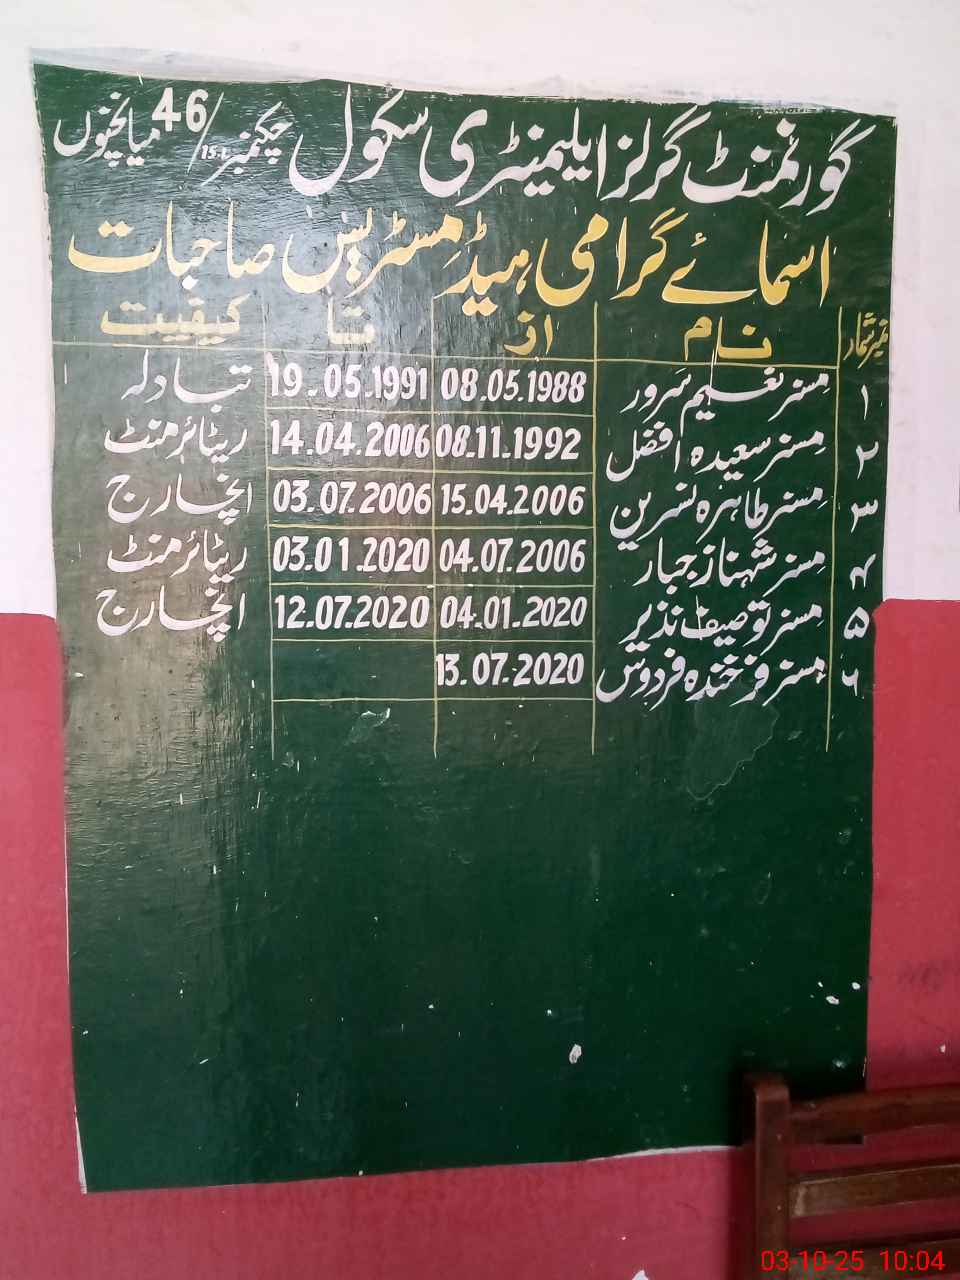 گورنمنٹ گرلز ایلیمنٹری سکول چکنمبر 46/15-L میانچنوں
اسمائے گرامی ہیڈ مسٹریس صاحبات
نمبر شمار نام از تا کیفیت
۱ مسز نعیم سرور 08.05.1988 19.05.1991 تبادلہ
۲ مسز سعیدہ افضل 08.11.1992 14.04.2006 ریٹائرمنٹ
۳ مسز طاہرہ نسرین 15.04.2006 03.07.2006 انچارج
۴ مسز شہناز جبار 04.07.2006 03.01.2020 ریٹائرمنٹ
۵ مسز توصیف نذیر 04.01.2020 12.07.2020 انچارج
۶ مسز فرخندہ فردوس 13.07.2020
03-10-25 10:04